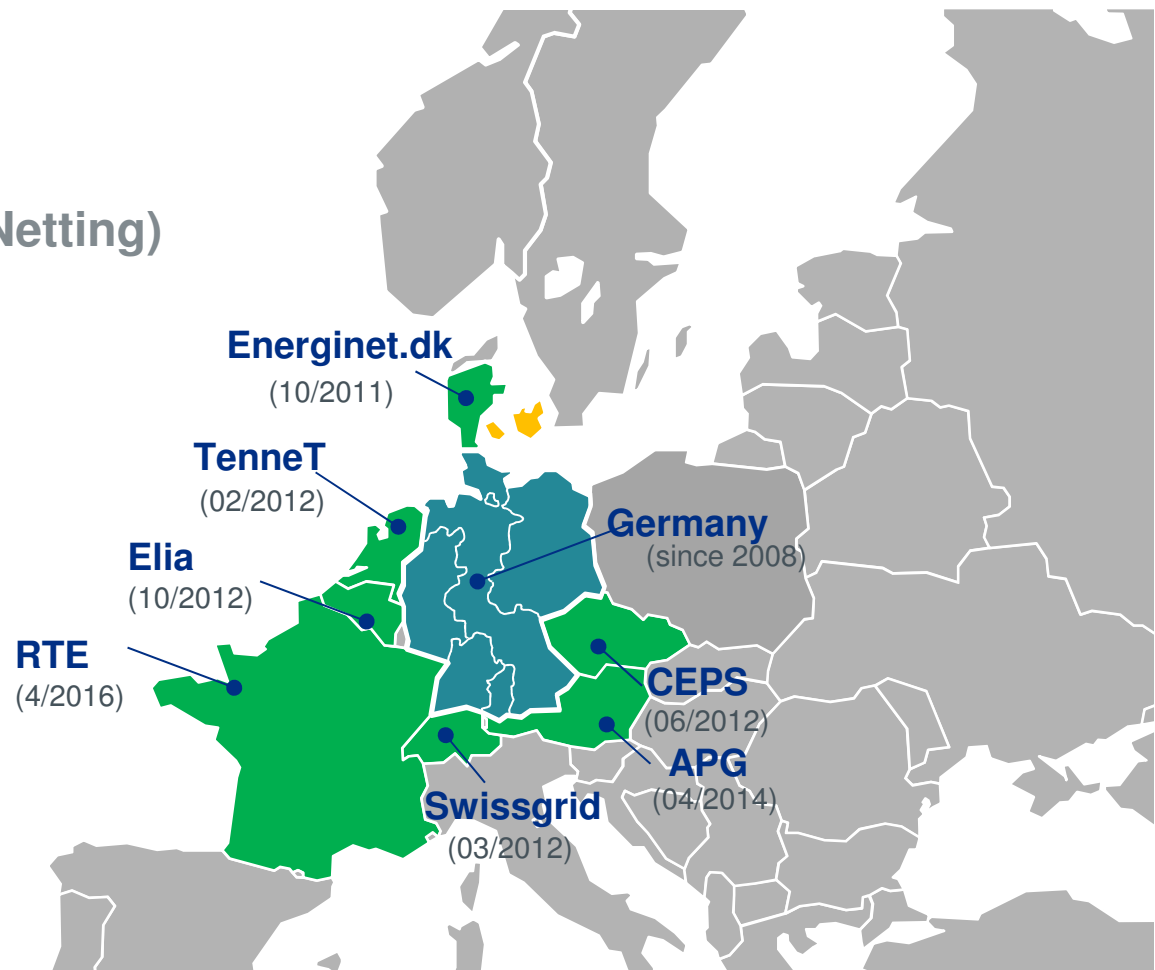 Netting)
Energinet.dk
(10/2011)
TenneT
(02/2012)
Germany
(since 2008)
Elia
(10/2012)
RTE
(4/2016)
CEPS
(06/2012)
APG
(04/2014)
Swissgrid
(03/2012)